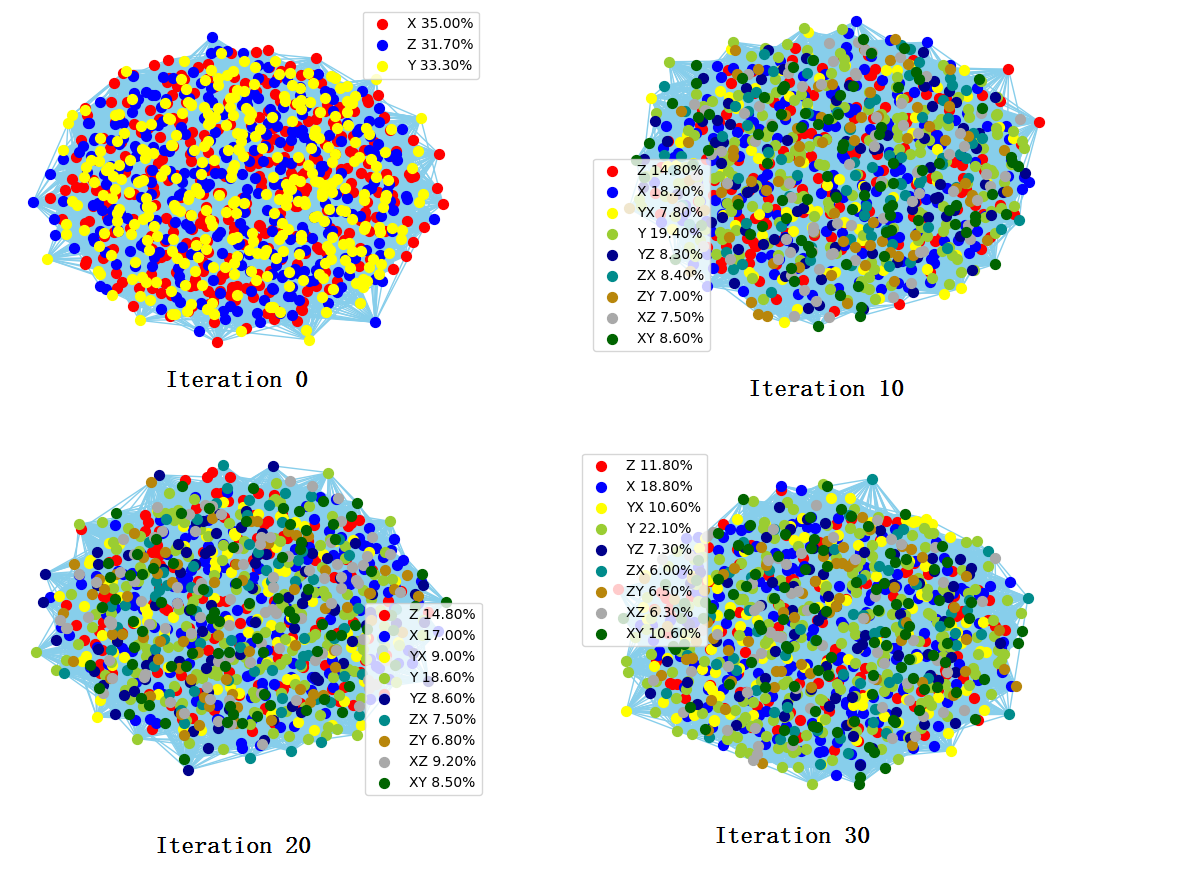 X 35.00%
Z 31.70%
Y 33.30%
Iteration 0
Z 14.80%
X 18.20%
YX 7.80%
Y 19.40%
YZ 8.30%
ZX 8.40%
ZY 7.00%
XZ 7.50%
XY 8.60%
Iteration 10
Z 14.80%
X 17.00%
YX 9.00%
Y 18.60%
YZ 8.60%
ZX 7.50%
ZY 6.80%
XZ 9.20%
XY 8.50%
Iteration 20
Z 11.80%
X 18.80%
YX 10.60%
Y 22.10%
YZ 7.30%
ZX 6.00%
ZY 6.50%
XZ 6.30%
XY 10.60%
Iteration 30